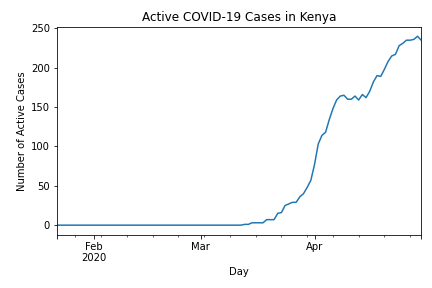 Active COVID-19 Cases in Kenya
Number of Active Cases
250
200
150
100
50
0
Feb
2020
Mar
Apr
Day